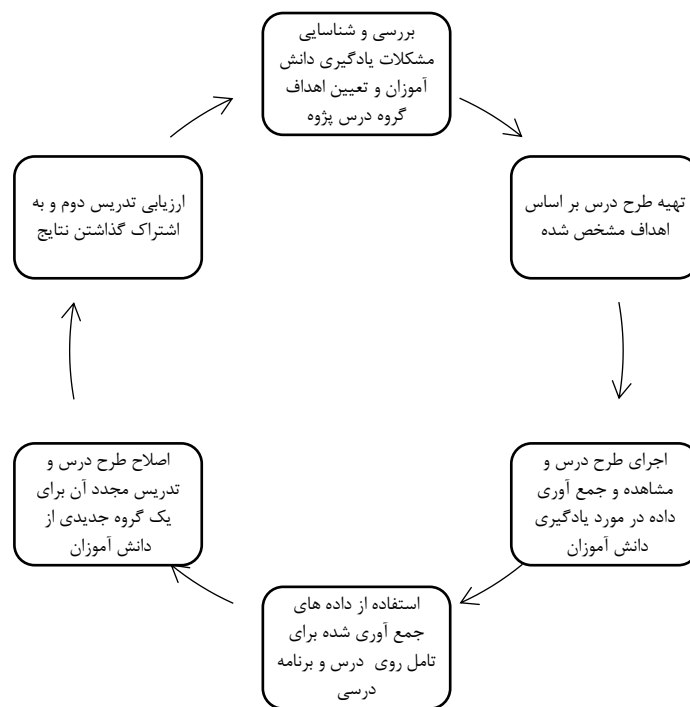 بررسی و شناسایی
مشکلات یادگیری دانش
آموزان و تعیین اهداف
گروه درس پژوه
تهیه طرح درس بر اساس
اهداف مشخص شده
اجرای طرح درس و
مشاهده و جمع آوری
داده در مورد یادگیری
دانش آموزان
استفاده از داده های
جمع آوری شده برای
تامل روی درس و برنامه
درسی
اصلاح طرح درس و
تدریس مجدد آن برای
یک گروه جدیدی از
دانش آموزان
ارزیابی تدریس دوم و به
اشتراک گذاشتن نتایج